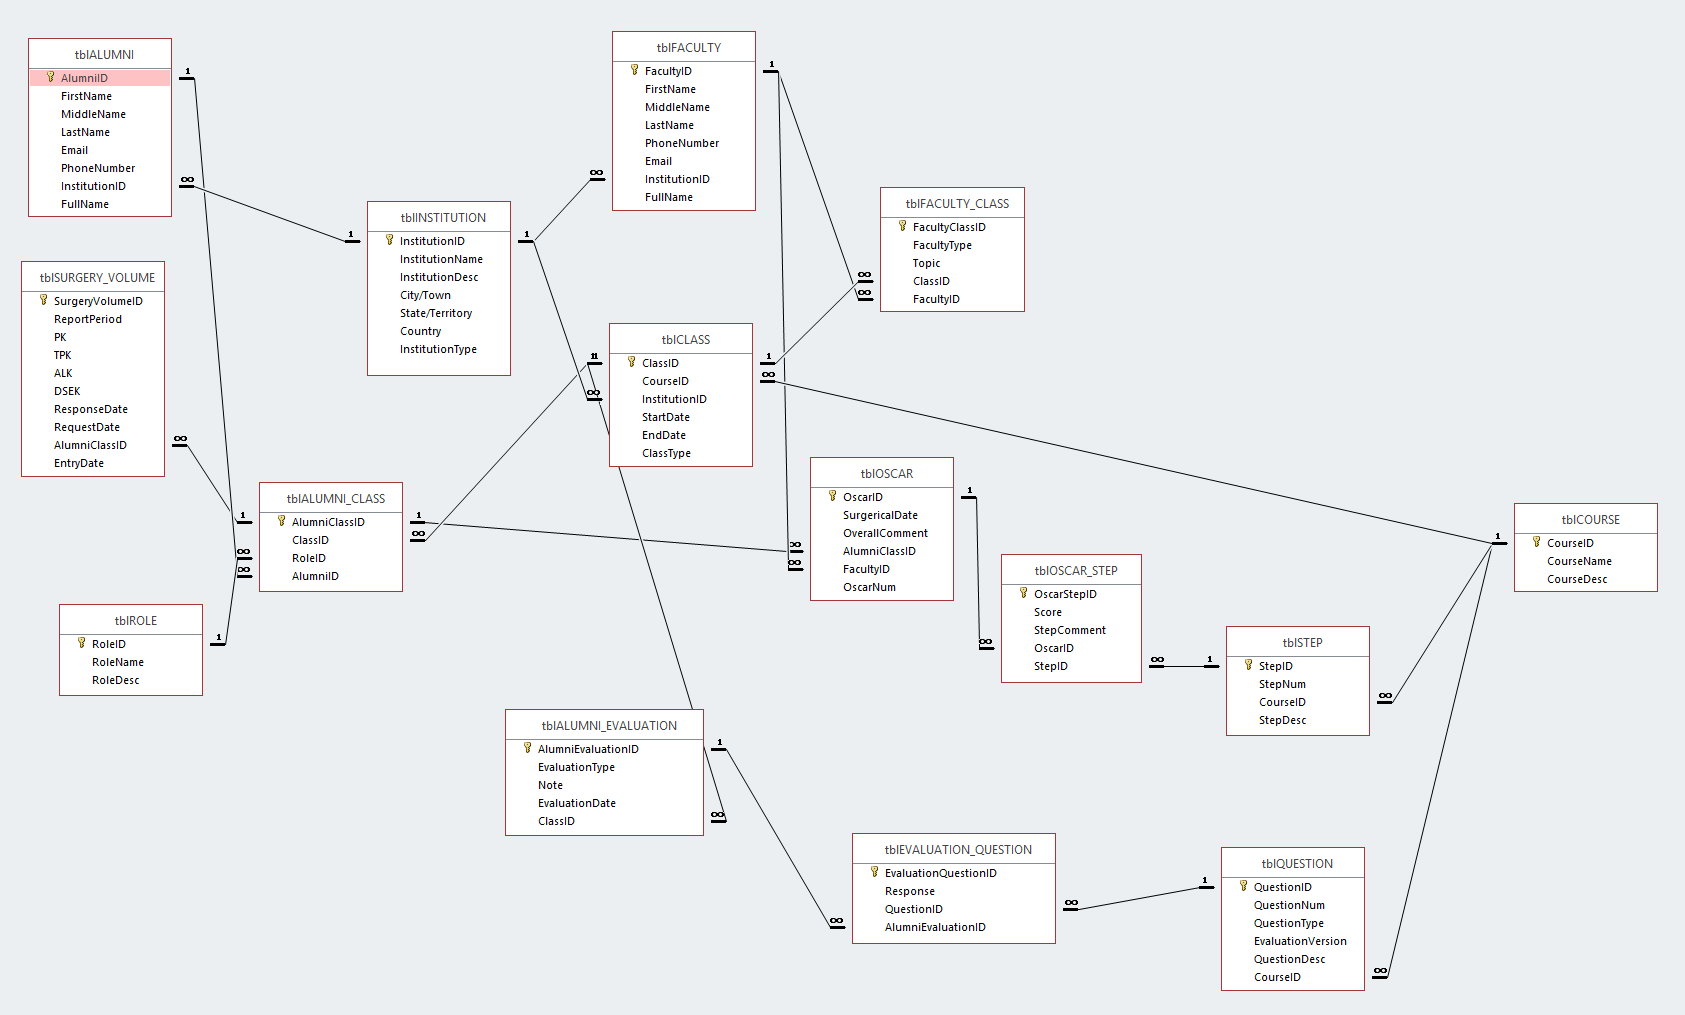 tblALUMNI
AlumniID
FirstName
MiddleName
LastName
Email
PhoneNumber
InstitutionID
FullName
1
∞
tblSURGERY_VOLUME
SurgeryVolumeID
ReportPeriod
PK
TPK
ALK
DSEK
ResponseDate
RequestDate
AlumniClassID
EntryDate
∞
tblROLE
RoleID
RoleName
RoleDesc
1
tblALUMNI_CLASS
AlumniClassID
ClassID
RoleID
AlumniID
1
∞
∞
1
∞
tblINSTITUTION
InstitutionID
InstitutionName
InstitutionDesc
City/Town
State/Territory
Country
InstitutionType
1
1
tblFACULTY
FacultyID
FirstName
MiddleName
LastName
PhoneNumber
Email
InstitutionID
FullName
∞
1
tblFACULTY_CLASS
FacultyClassID
FacultyType
Topic
ClassID
FacultyID
∞
∞
tblCLASS
ClassID
CourseID
InstitutionID
StartDate
EndDate
ClassType
11
∞
1
∞
tblOSCAR
OscarID
SurgericalDate
OverallComment
AlumniClassID
FacultyID
OscarNum
∞
∞
1
tblOSCAR_STEP
OscarStepID
Score
StepComment
OscarID
StepID
∞
∞
1
tblSTEP
StepID
StepNum
CourseID
StepDesc
∞
tblCOURSE
CourseID
CourseName
CourseDesc
1
tblALUMNI_EVALUATION
AlumniEvaluationID
EvaluationType
Note
EvaluationDate
ClassID
1
∞
tblEVALUATION_QUESTION
EvaluationQuestionID
Response
QuestionID
AlumniEvaluationID
∞
∞
1
tblQUESTION
QuestionID
QuestionNum
QuestionType
EvaluationVersion
QuestionDesc
CourseID
∞